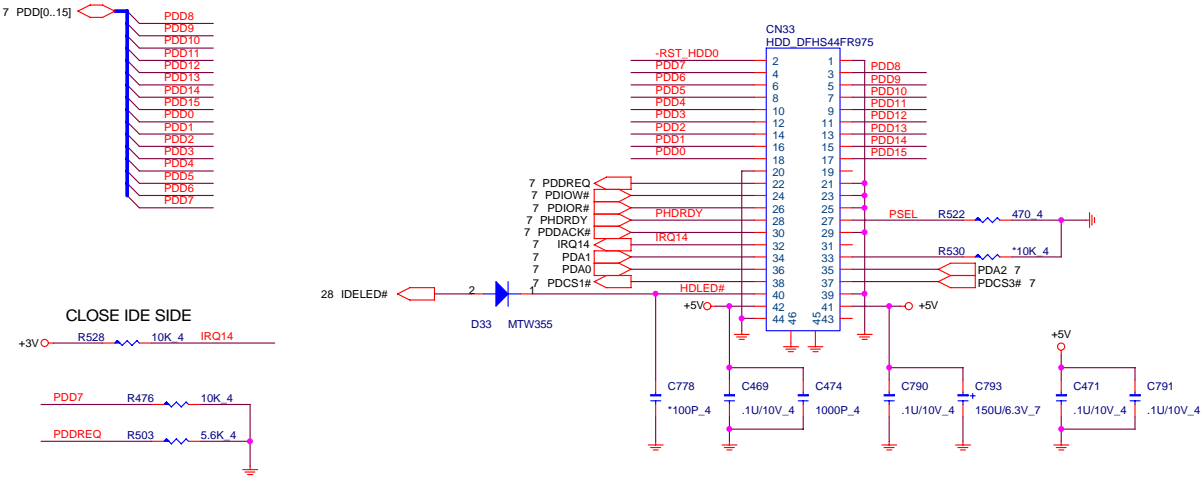 7 PDD[0..15]
PDD8
PDD9
PDD10
PDD11
PDD12
PDD13
PDD14
PDD15
PDD0
PDD1
PDD2
PDD3
PDD4
PDD5
PDD6
PDD7
CN33
HDD_DFHS44FR975
-RST_HDD0 2 1
PDD7 4 3 PDD8
PDD6 6 5 PDD9
PDD5 8 7 PDD10
PDD4 10 9 PDD11
PDD3 12 11 PDD12
PDD2 14 13 PDD13
PDD1 16 15 PDD14
PDD0 18 17 PDD15
20 19
7 PDDREQ 22 21
7 PDIOW# 24 23
7 PDIOR# 26 25
7 PHDRDY PHDRDY 28 27 PSEL R522 470_4
7 PDDACK# 30 29
7 IRQ14 IRQ14 32 31
7 PDA1 34 33 R530 *10K_4
7 PDA0 36 35 PDA2 7
7 PDCS1# 38 37 PDCS3# 7
28 IDELED# 2 1 HDLED# 40 39
+5V 42 41 +5V
44 43
46 45
D33 MTW355
CLOSE IDE SIDE
+3V R528 10K_4 IRQ14
PDD7 R476 10K_4
PDDREQ R503 5.6K_4
C778
*100P_4
C469
.1U/10V_4
C474
1000P_4
C790
.1U/10V_4
C793
+
150U/6.3V_7
+5V
C471
.1U/10V_4
C791
.1U/10V_4